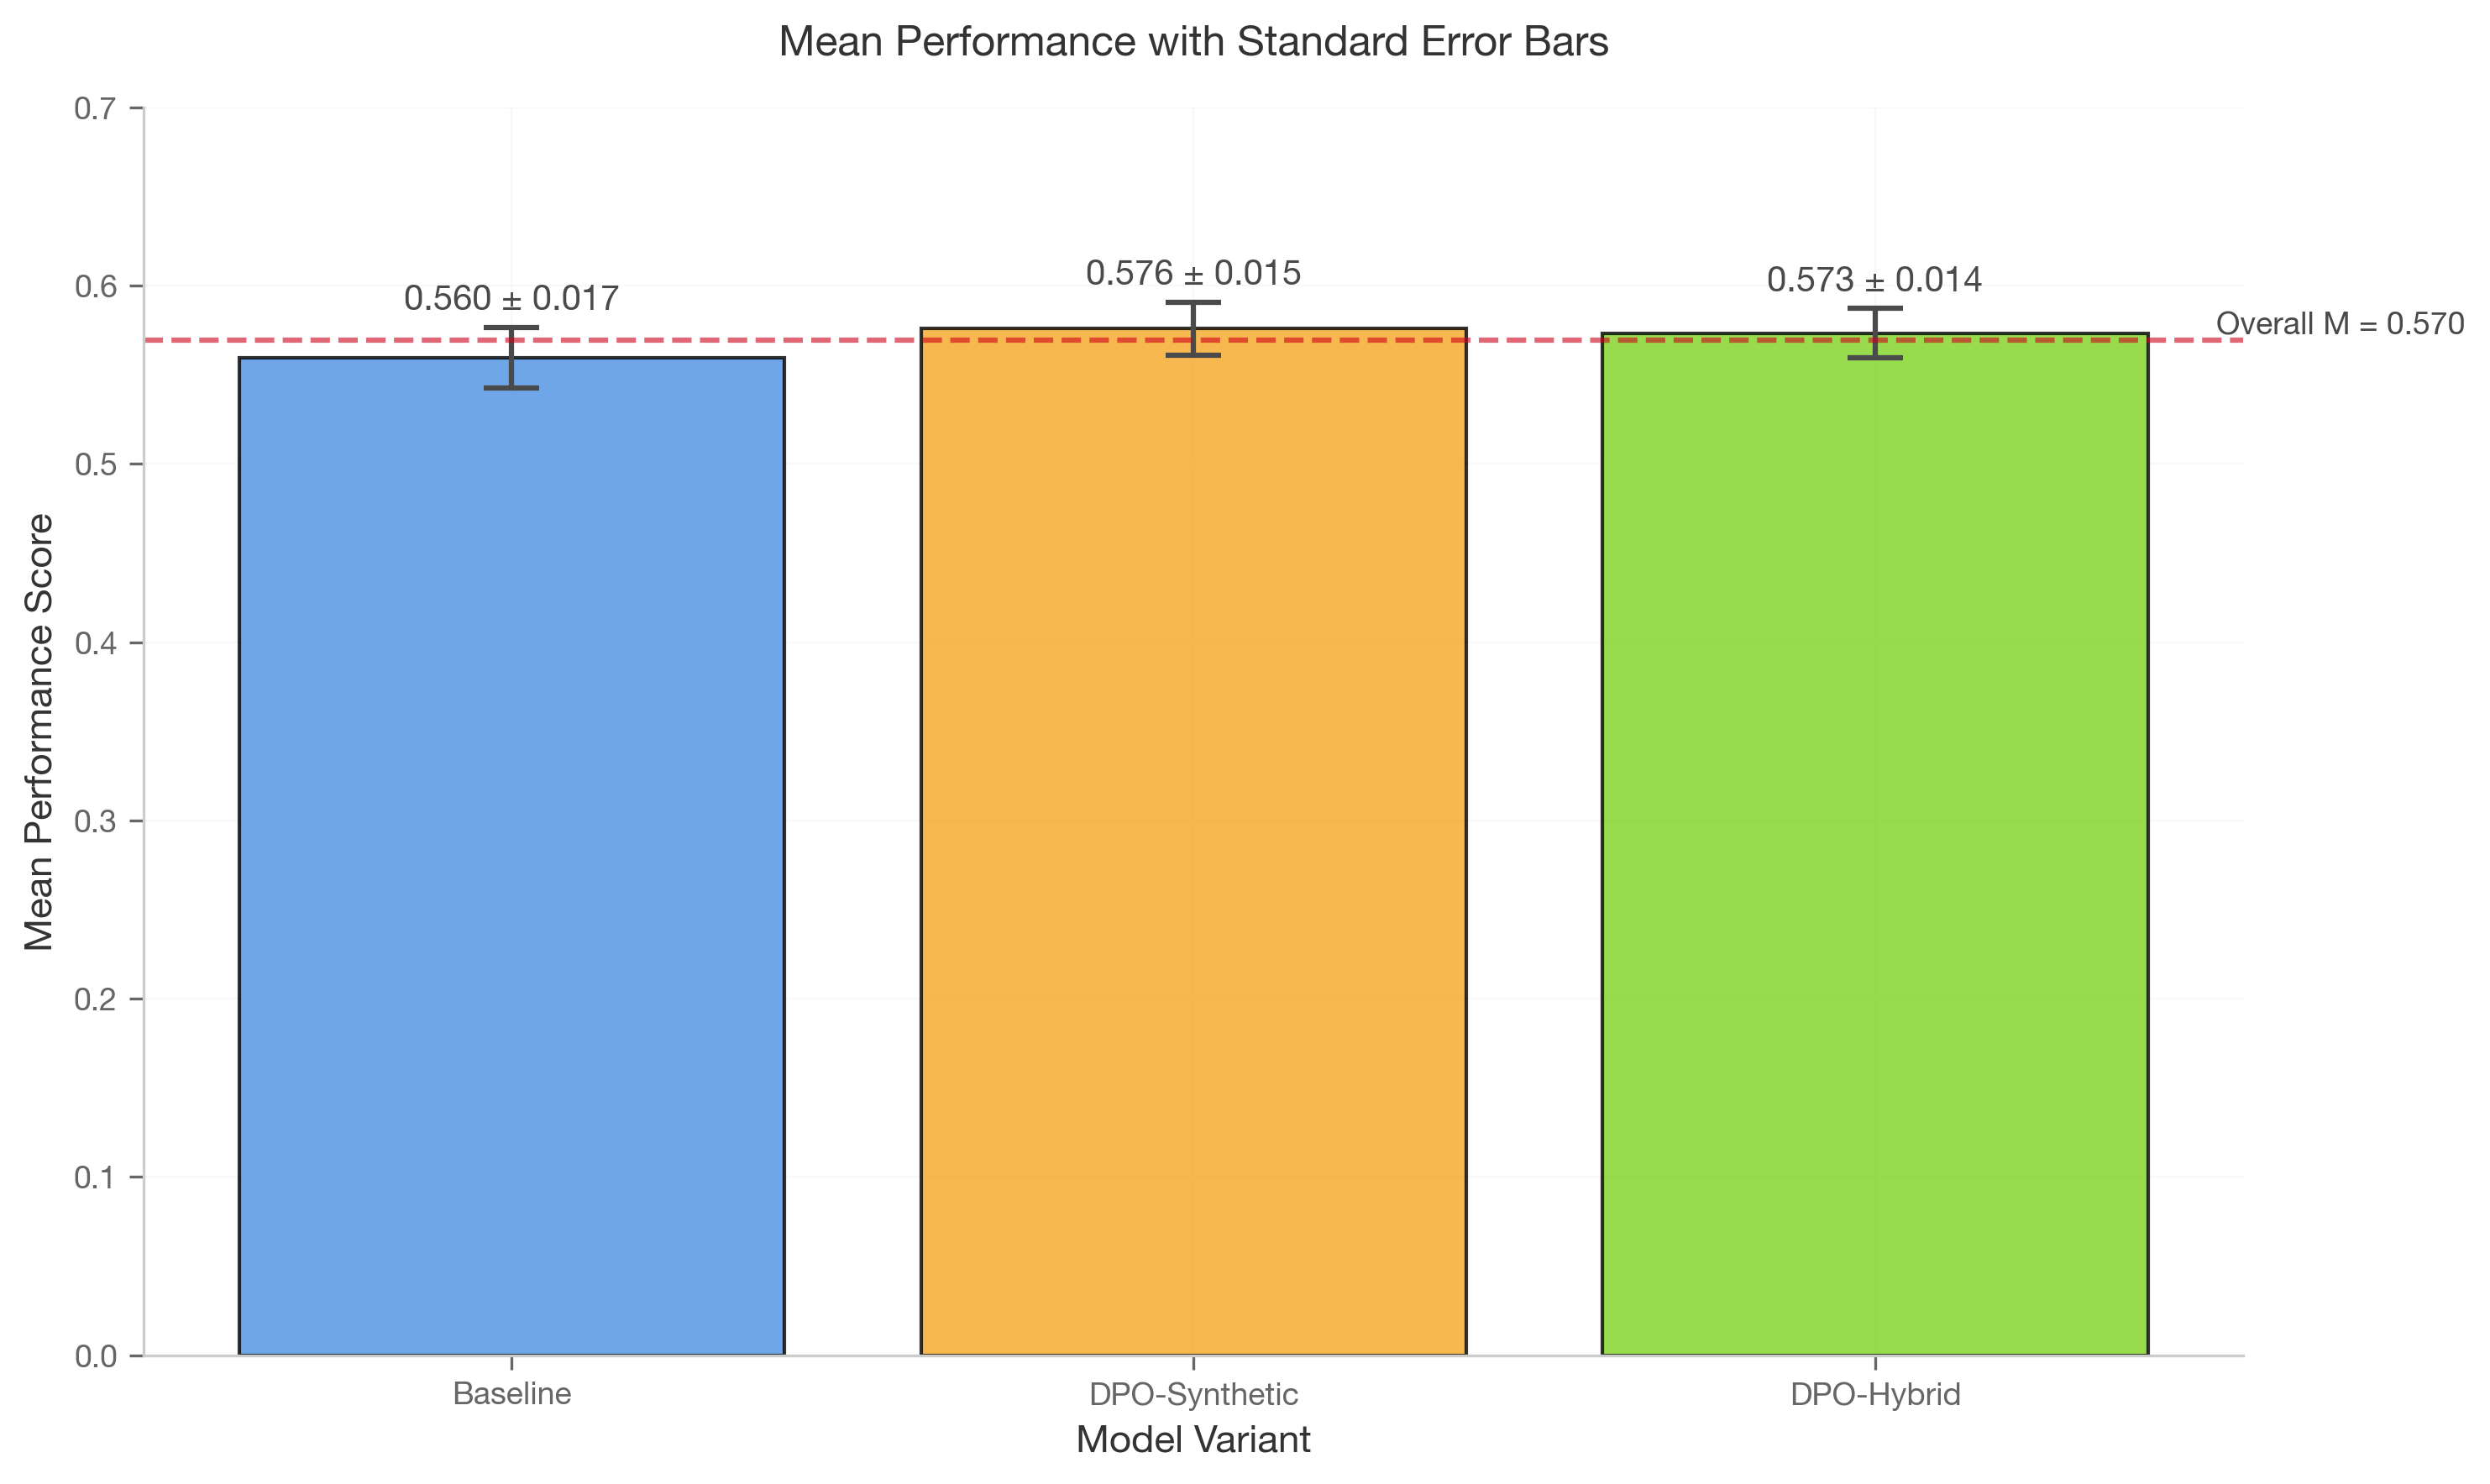 Mean Performance with Standard Error Bars
0.7
0.6
0.5
0.4
0.3
0.2
0.1
0.0
Mean Performance Score
0.560 ± 0.017
0.576 ± 0.015
0.573 ± 0.014
Overall M = 0.570
Baseline
DPO-Synthetic
DPO-Hybrid
Model Variant